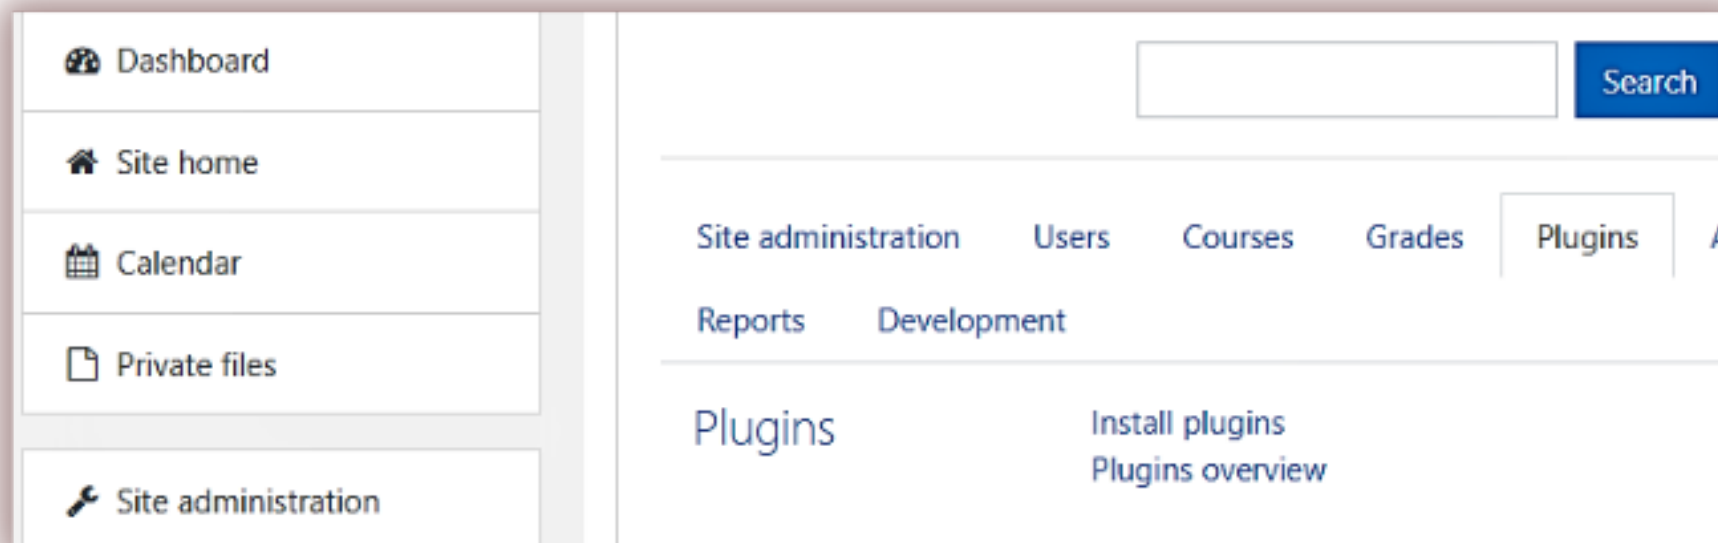 Dashboard
Site home
Calendar
Private files
Site administration
Search
Site administration Users Courses Grades Plugins
Reports Development
Plugins
Install plugins
Plugins overview